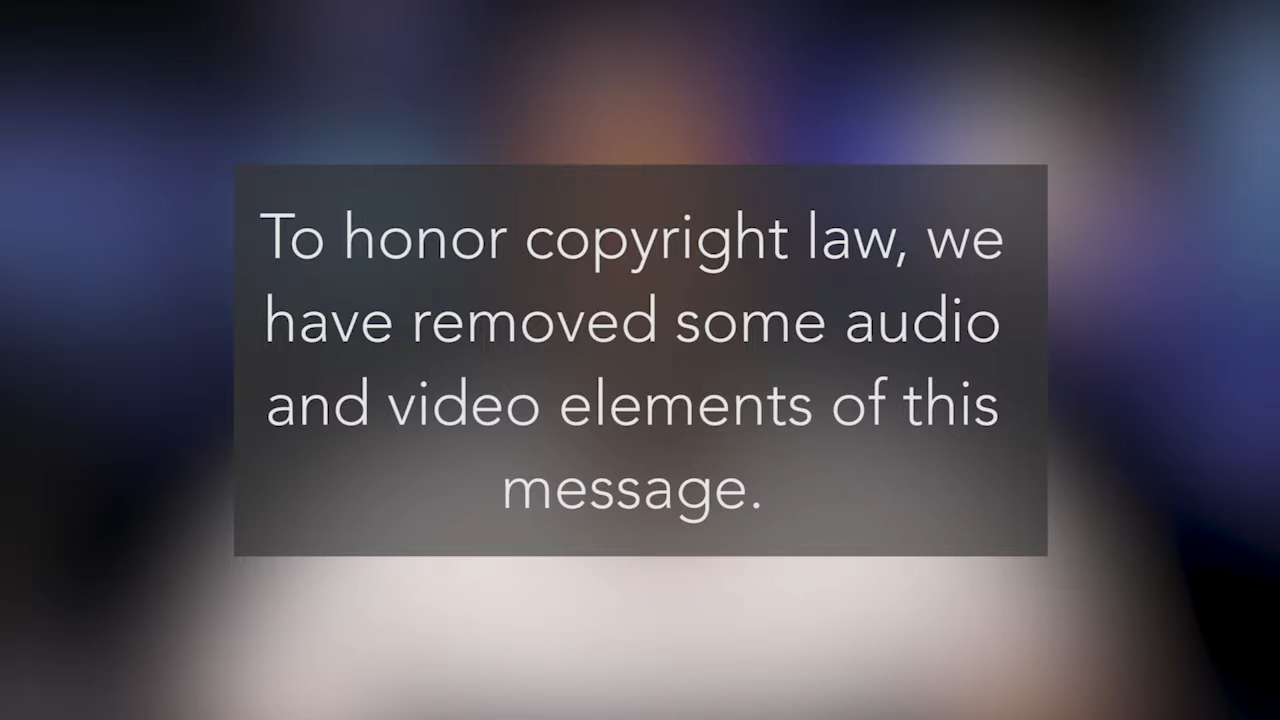 To honor copyright law, we
have removed some audio
and video elements of this
message.